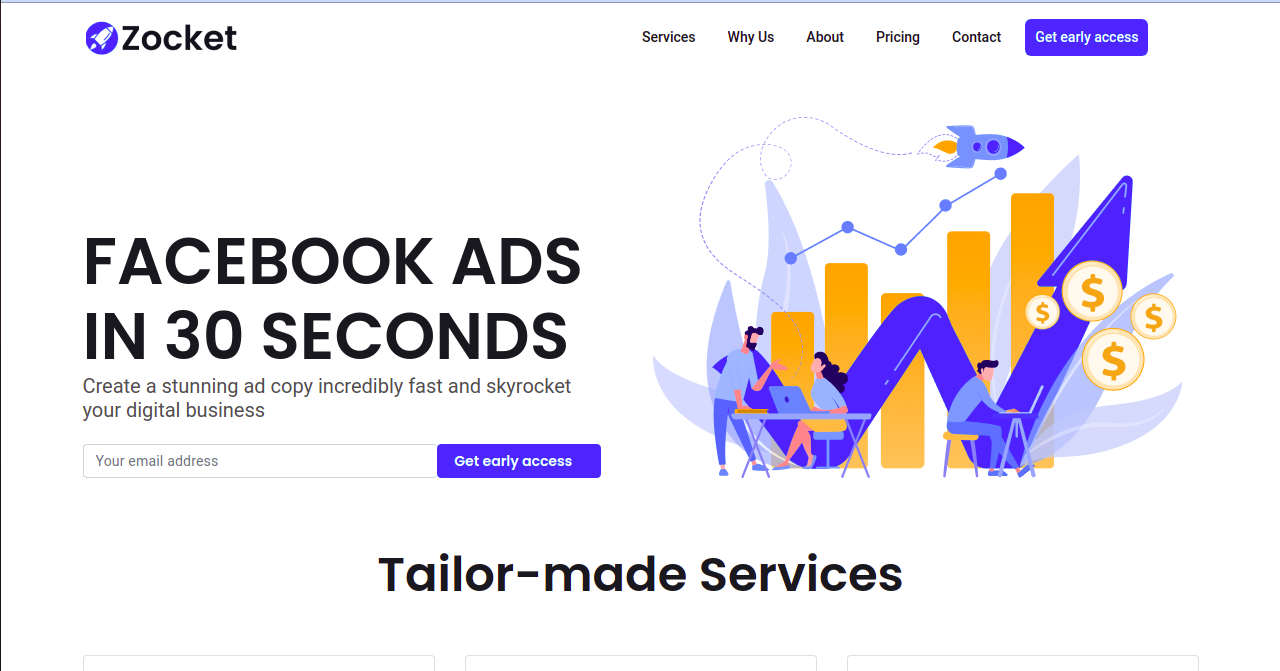 Zocket
Services Why Us About Pricing Contact Get early access
FACEBOOK ADS
IN 30 SECONDS
Create a stunning ad copy incredibly fast and skyrocket
your digital business
Your email address Get early access
$ $ $ $
Tailor-made Services